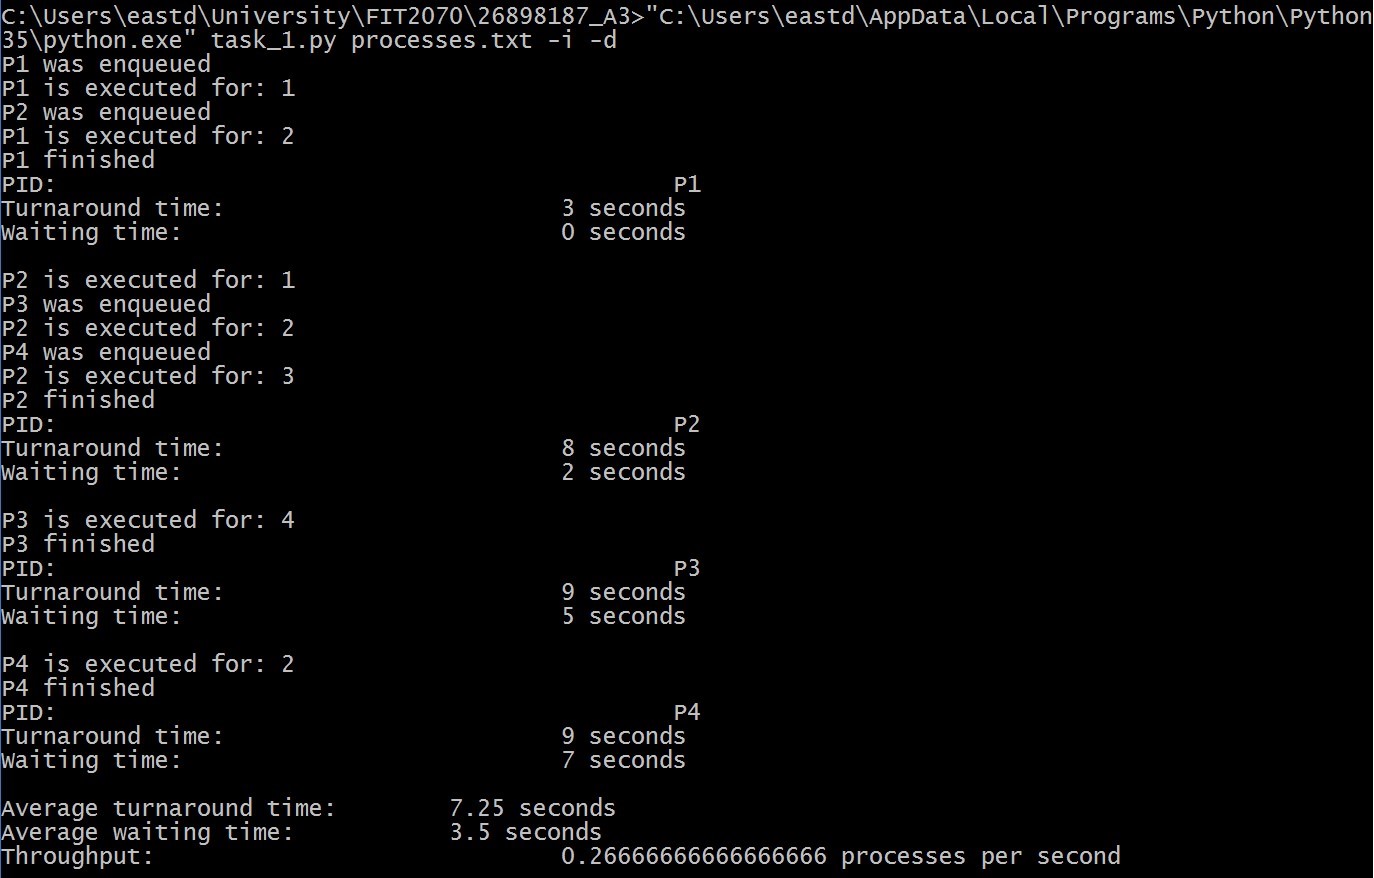 C:\Users\eastd\University\FIT2070\26898187_A3>"C:\Users\eastd\AppData\Local\Programs\Python\Python
35\python.exe" task_1.py processes.txt -i -d
P1 was enqueued
P1 is executed for: 1
P2 was enqueued
P1 is executed for: 2
P1 finished
PID: P1
Turnaround time: 3 seconds
Waiting time: 0 seconds
P2 is executed for: 1
P3 was enqueued
P2 is executed for: 2
P4 was enqueued
P2 is executed for: 3
P2 finished
PID: P2
Turnaround time: 8 seconds
Waiting time: 2 seconds
P3 is executed for: 4
P3 finished
PID: P3
Turnaround time: 9 seconds
Waiting time: 5 seconds
P4 is executed for: 2
P4 finished
PID: P4
Turnaround time: 9 seconds
Waiting time: 7 seconds
Average turnaround time: 7.25 seconds
Average waiting time: 3.5 seconds
Throughput: 0.26666666666666666 processes per second